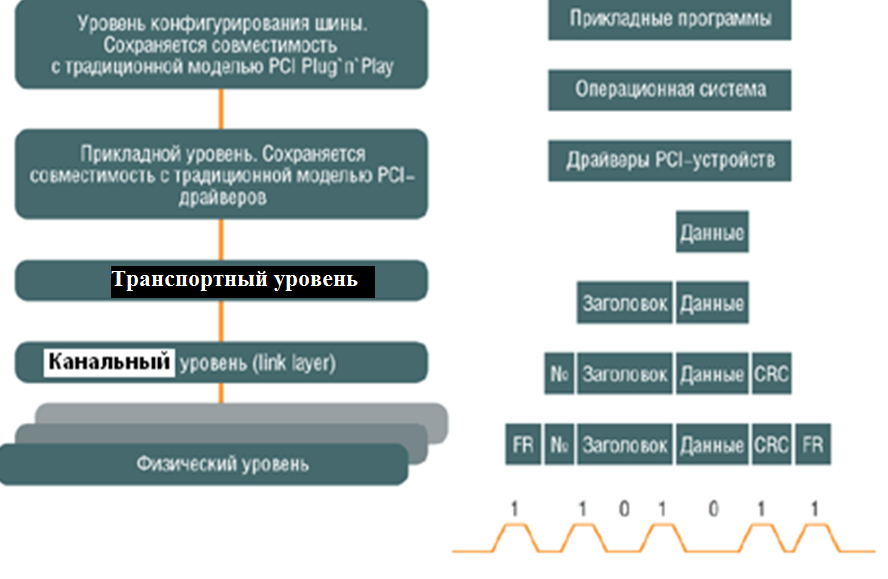 Уровень конфигурирования шины.
Сохраняется совместимость
с традиционной моделью PCI Plug`n`Play
Прикладной уровень. Сохраняется
совместимость с традиционной моделью PCI–
драйверов
Транспортный уровень
Канальный уровень (link layer)
Физический уровень
Прикладные программы
Операционная система
Драйверы PCI–устройств
Данные
Заголовок Данные
№ Заголовок Данные CRC
FR № Заголовок Данные CRC FR
1 1 0 1 0 1 1